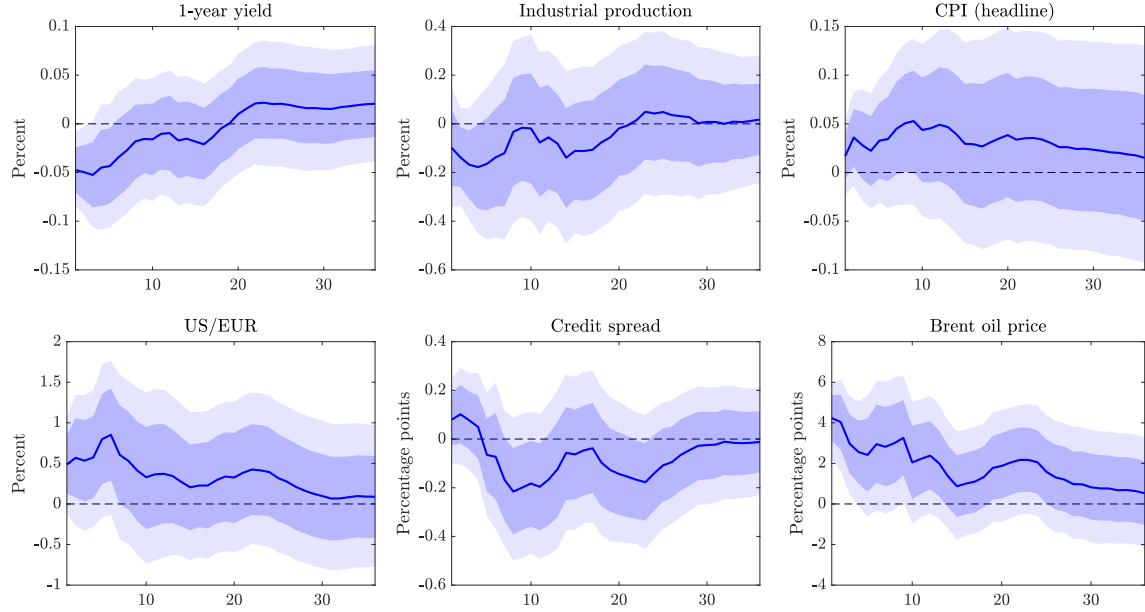 1-year yield
Percent
0.15
0.1
0.05
0
-0.05
-0.1
-0.15
10 20 30
Industrial production
Percent
0.6
0.4
0.2
0
-0.2
-0.4
-0.6
10 20 30
CPI (headline)
Percent
0.15
0.1
0.05
0
-0.05
-0.1
10 20 30
US/EUR
Percent
2
1.5
1
0.5
0
-0.5
-1
10 20 30
Credit spread
Percentage points
0.4
0.2
0
-0.2
-0.4
-0.6
10 20 30
Brent oil price
Percentage points
8
6
4
2
0
-2
-4
10 20 30